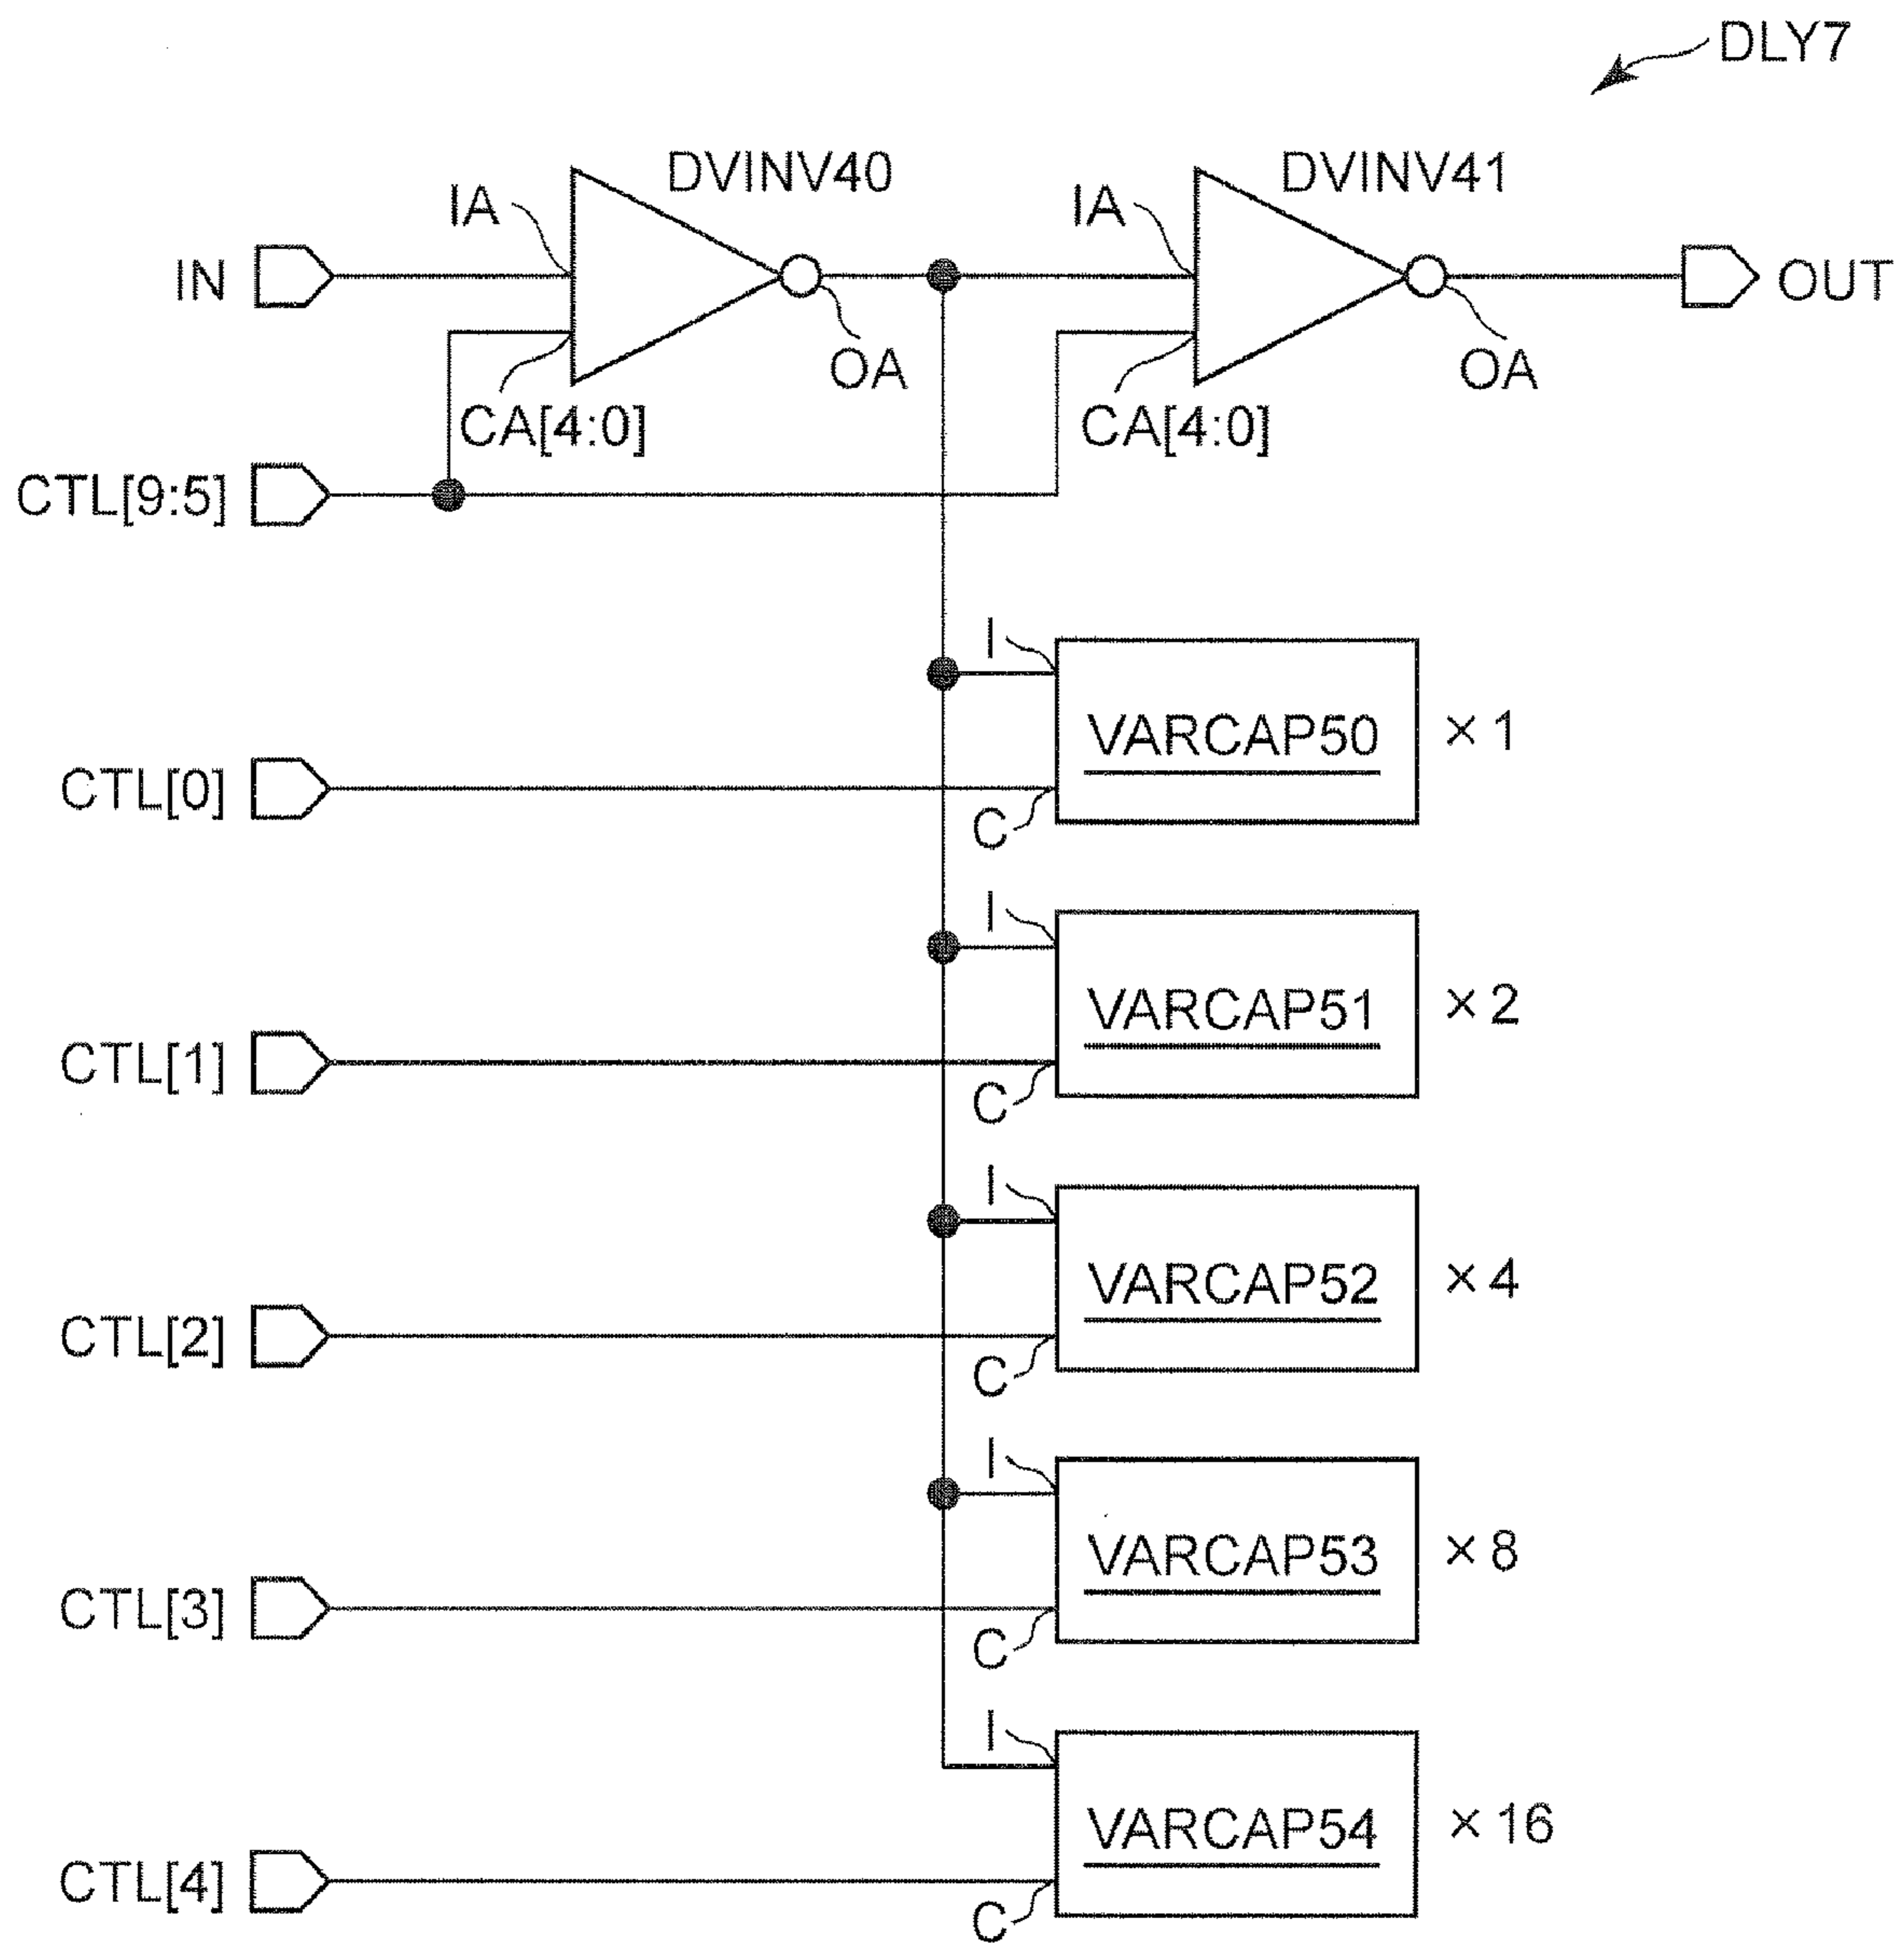 DLY7
DVINV40
DVINV41
IA
IA
IN
OUT
OA
OA
CA[4:0]
CA[4:0]
CTL[9:5]
I
VARCAP50
× 1
CTL[0]
C
I
VARCAP51
× 2
CTL[1]
C
I
VARCAP52
× 4
CTL[2]
C
I
VARCAP53
× 8
CTL[3]
C
I
VARCAP54
× 16
CTL[4]
C